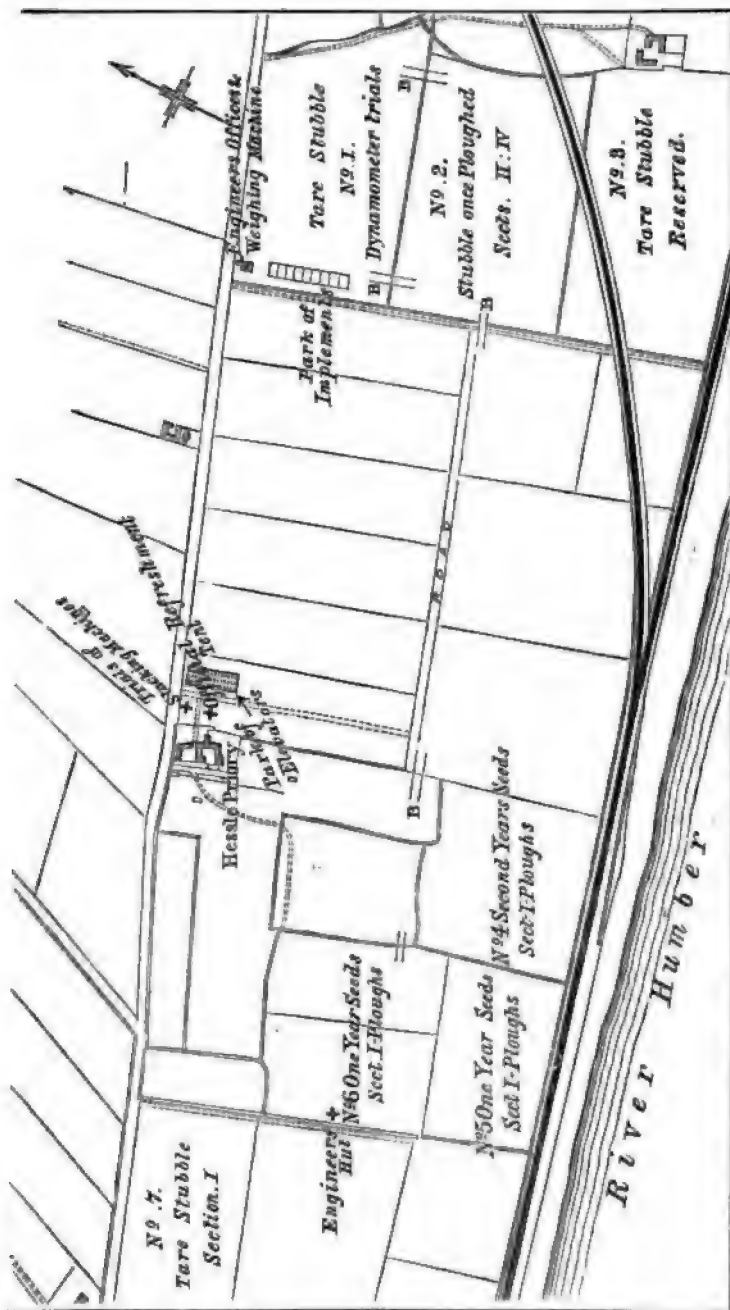 Engineers Office &
Weighing Machine
Tare Stubble
No. 1.
Dynamometer trials
B
B
No. 2.
Stubble once Ploughed
Sects. II: IV
No. 3.
Tare Stubble
Reserved.
Park of
Implements
B
Refreshment
Tent
Trials of
Machines
S
ROAD
Park of
Elevators
Hessle Priory
B
No 4 Second Years Seeds
Sect-I-Ploughs
No 6 One Year Seeds
Sect. I-Ploughs
No 5 One Year Seeds
Sect I-Ploughs
Engineers
Hut
No. 7.
Tare Stubble
Section. I
River Humber